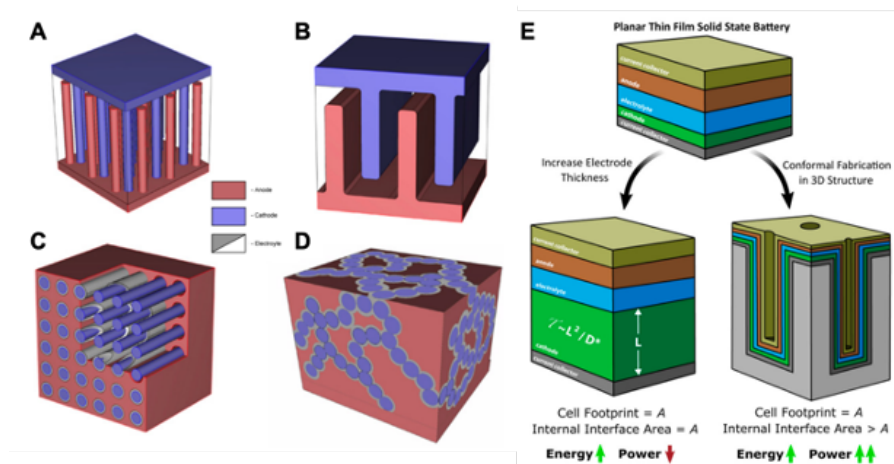 A
B
C
D
E
- Anode
- Cathode
- Electrolyte
Planar Thin Film Solid State Battery
current collector
anode
electrolyte
cathode
current collector
Increase Electrode
Thickness
Conformal Fabrication
in 3D Structure
current collector
anode
electrolyte
τ~L²/D*
L
cathode
current collector
Cell Footprint = A
Internal Interface Area = A
Energy Power
Cell Footprint = A
Internal Interface Area > A
Energy Power